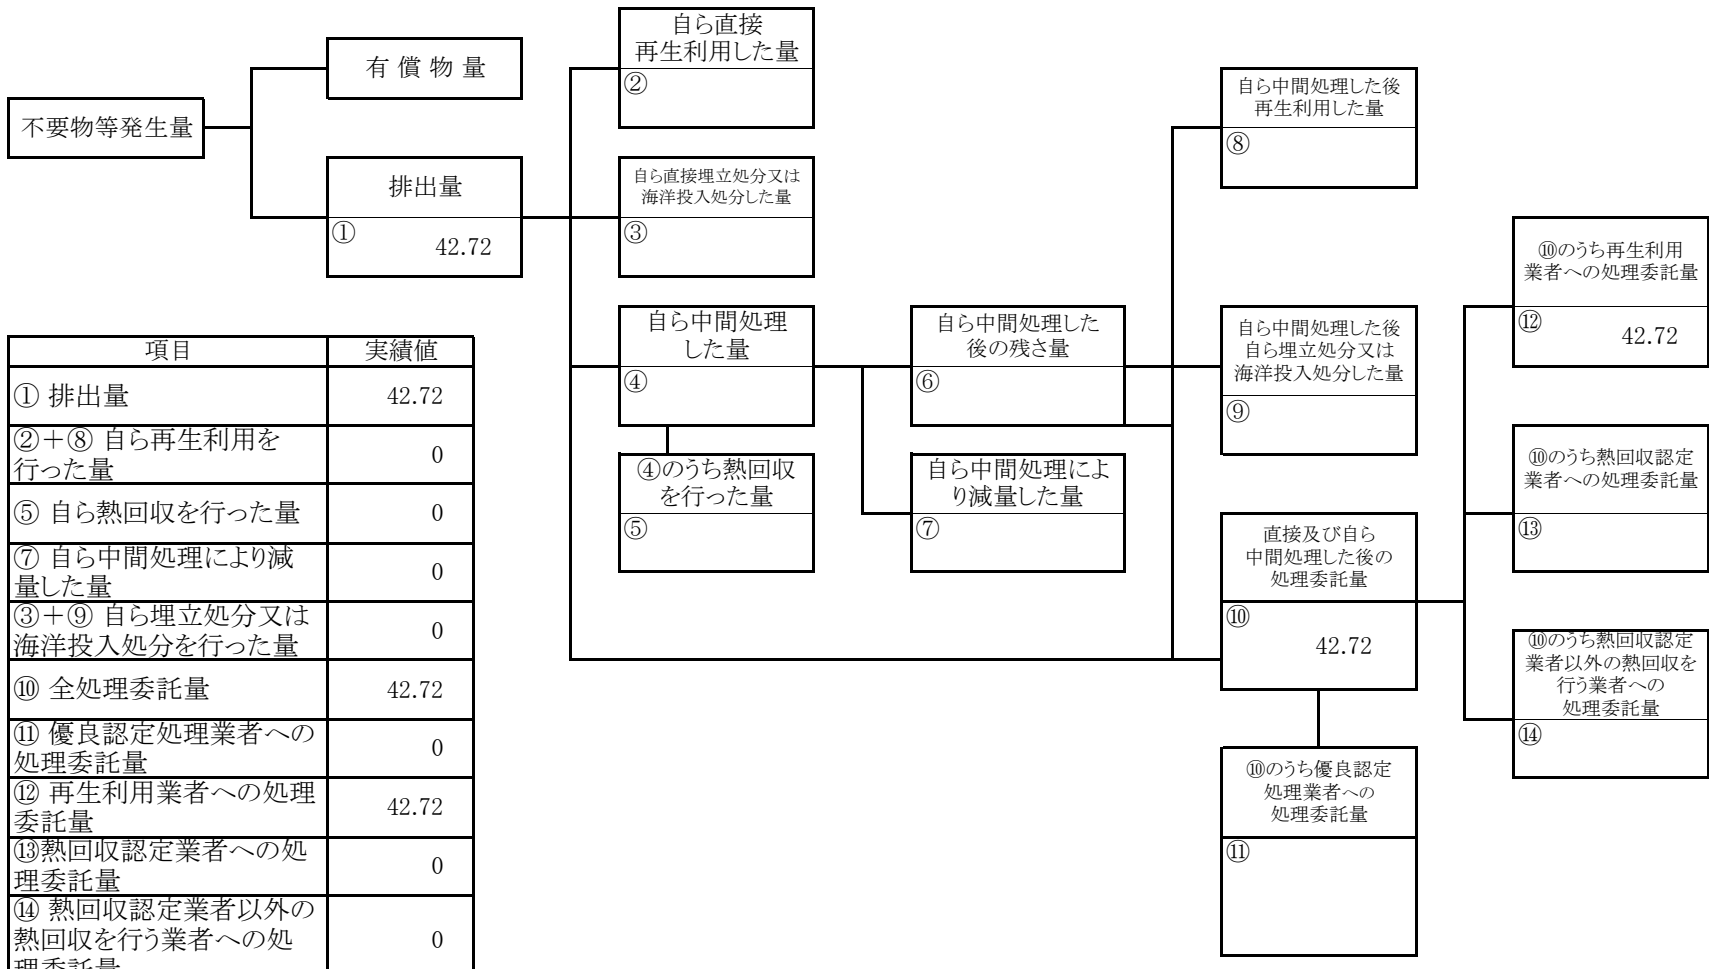 自ら直接
再生利用した量
②
有 償 物 量
不要物等発生量
自ら中間処理した後
再生利用した量
⑧
排出量
① 42.72
自ら直接埋立処分又は
海洋投入処分した量
③
⑩のうち再生利用
業者への処理委託量
⑫ 42.72
自ら中間処理
した量
④
自ら中間処理した
後の残さ量
⑥
自ら中間処理した後
自ら埋立処分又は
海洋投入処分した量
⑨
④のうち熱回収
を行った量
⑤
自ら中間処理によ
り減量した量
⑦
⑩のうち熱回収認定
業者への処理委託量
⑬
直接及び自ら
中間処理した後の
処理委託量
⑩
42.72
⑩のうち熱回収認定
業者以外の熱回収を
行う業者への
処理委託量
⑭
⑩のうち優良認定
処理業者への
処理委託量
⑪
項目 実績値
① 排出量 42.72
②＋⑧ 自ら再生利用を
行った量 0
⑤ 自ら熱回収を行った量 0
⑦ 自ら中間処理により減
量した量 0
③＋⑨ 自ら埋立処分又は
海洋投入処分を行った量 0
⑩ 全処理委託量 42.72
⑪ 優良認定処理業者への
処理委託量 0
⑫ 再生利用業者への処理
委託量 42.72
⑬熱回収認定業者への処
理委託量 0
⑭ 熱回収認定業者以外の
熱回収を行う業者への処 0
理委託量